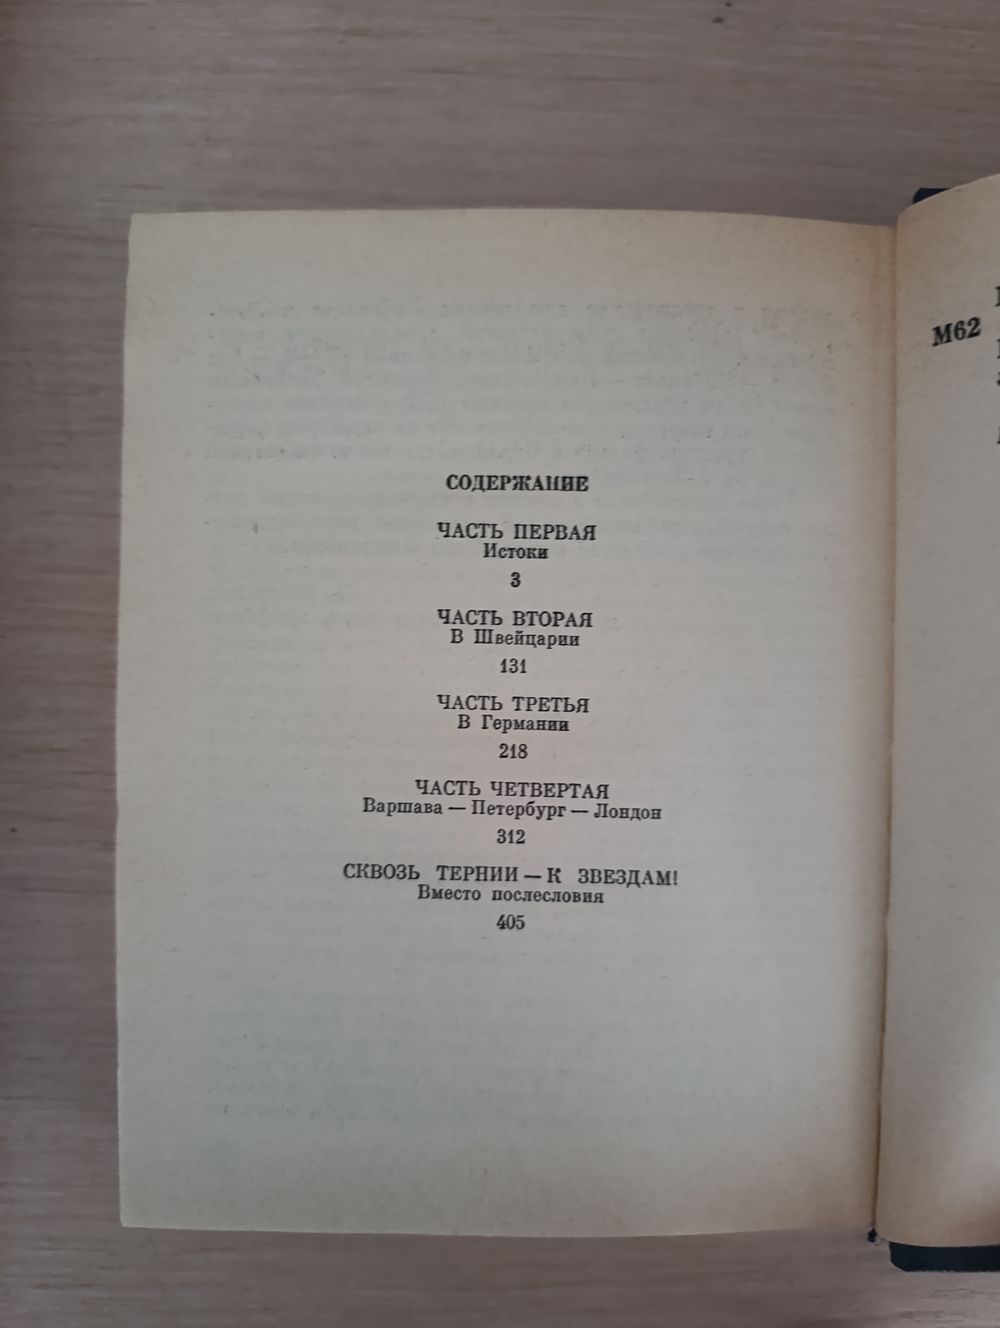 СОДЕРЖАНИЕ
ЧАСТЬ ПЕРВАЯ
Истоки
3
ЧАСТЬ ВТОРАЯ
В Швейцарии
131
ЧАСТЬ ТРЕТЬЯ
В Германии
218
ЧАСТЬ ЧЕТВЕРТАЯ
Варшава — Петербург — Лондон
312
СКВОЗЬ ТЕРНИИ — К ЗВЕЗДАМ!
Вместо послесловия
405
М62